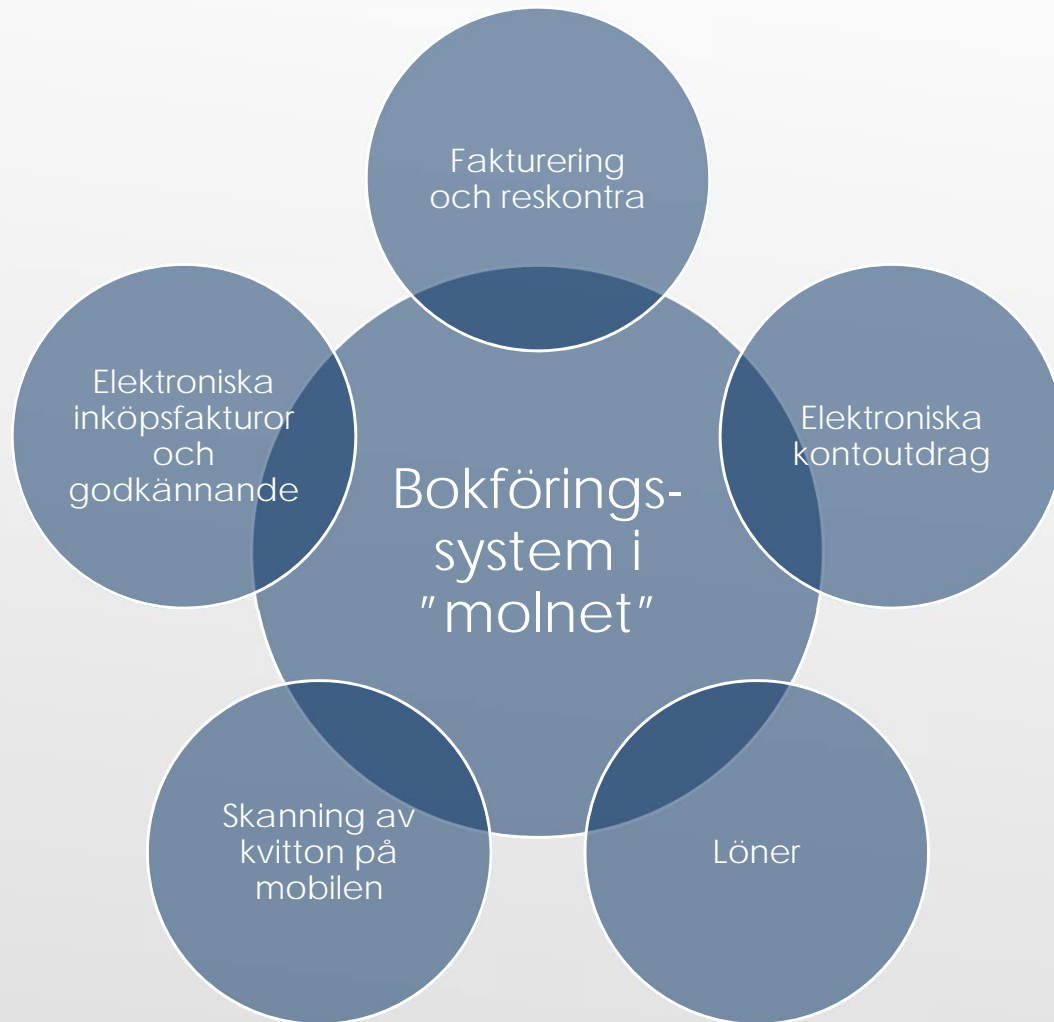 Fakturering
och reskontra
Elektroniska
inköpsfakturor
och
godkännande
Elektroniska
kontoutdrag
Bokförings-
system i
"molnet"
Skanning av
kvitton på
mobilen
Löner